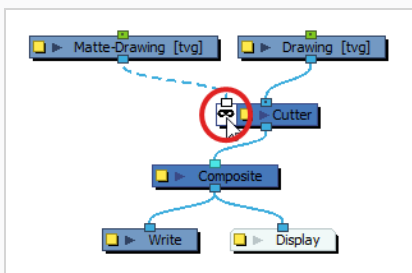 Matte-Drawing [tvg]
Drawing [tvg]
Cutter
Composite
Write
Display